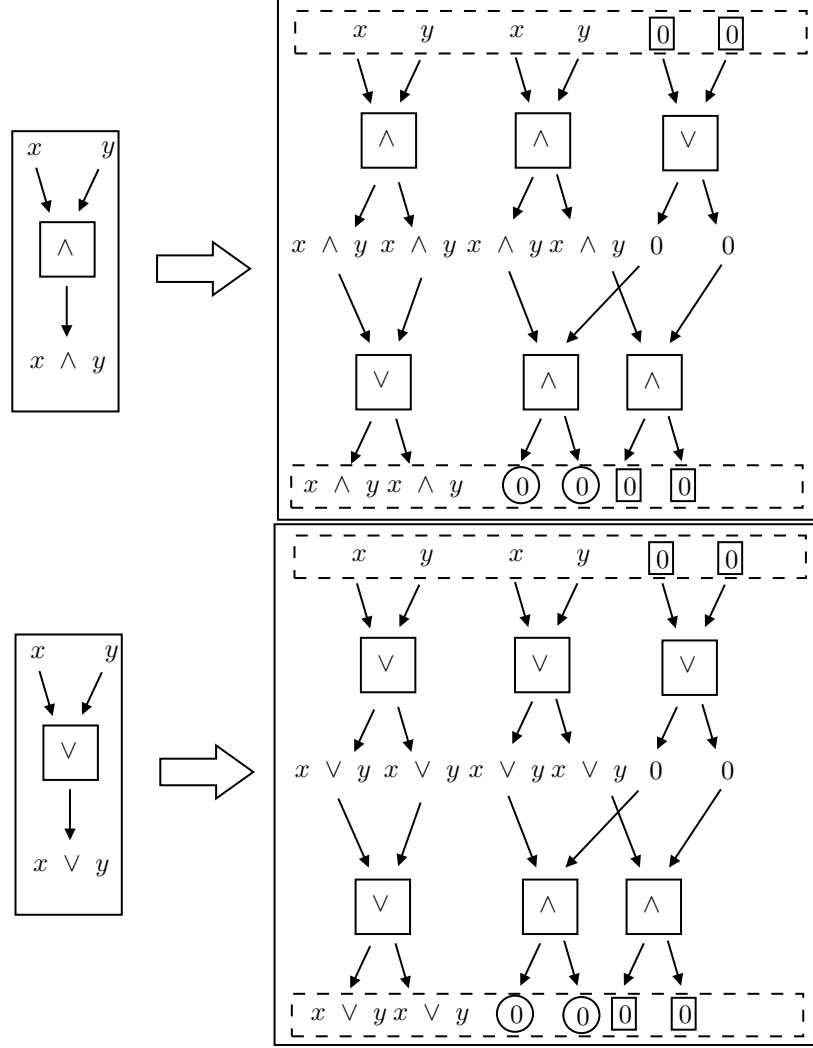 x y x y 0 0
∧ ∧ ∨
x y
∧
x ∧ y x ∧ y x ∧ y x ∧ y 0 0
x ∧ y
∨ ∧ ∧
x ∧ y x ∧ y 0 0 0 0
x y x y 0 0
∨ ∨ ∨
x y
∨
x ∨ y x ∨ y x ∨ y x ∨ y 0 0
x ∨ y
∨ ∧ ∧
x ∨ y x ∨ y 0 0 0 0